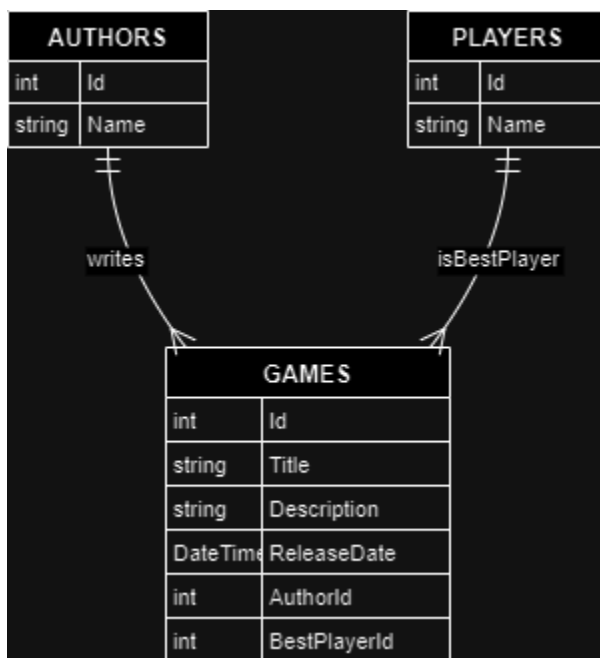 AUTHORS
int Id
string Name
PLAYERS
int Id
string Name
writes
isBestPlayer
GAMES
int Id
string Title
string Description
DateTime ReleaseDate
int AuthorId
int BestPlayerId